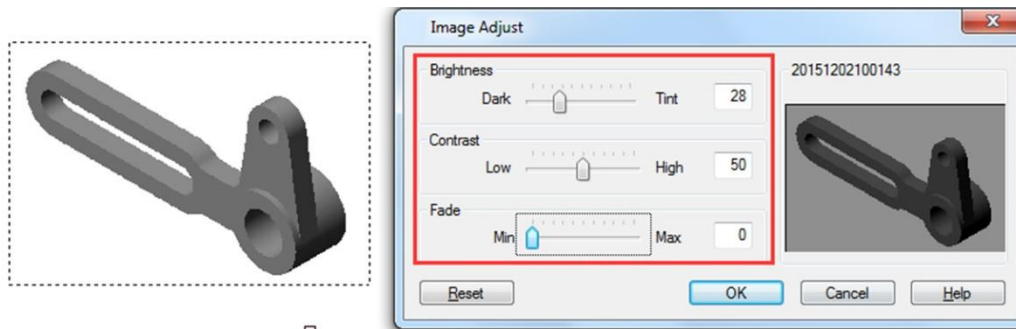 Image Adjust
Brightness
Dark Tint 28
Contrast
Low High 50
Fade
Min Max 0
20151202100143
Reset OK Cancel Help